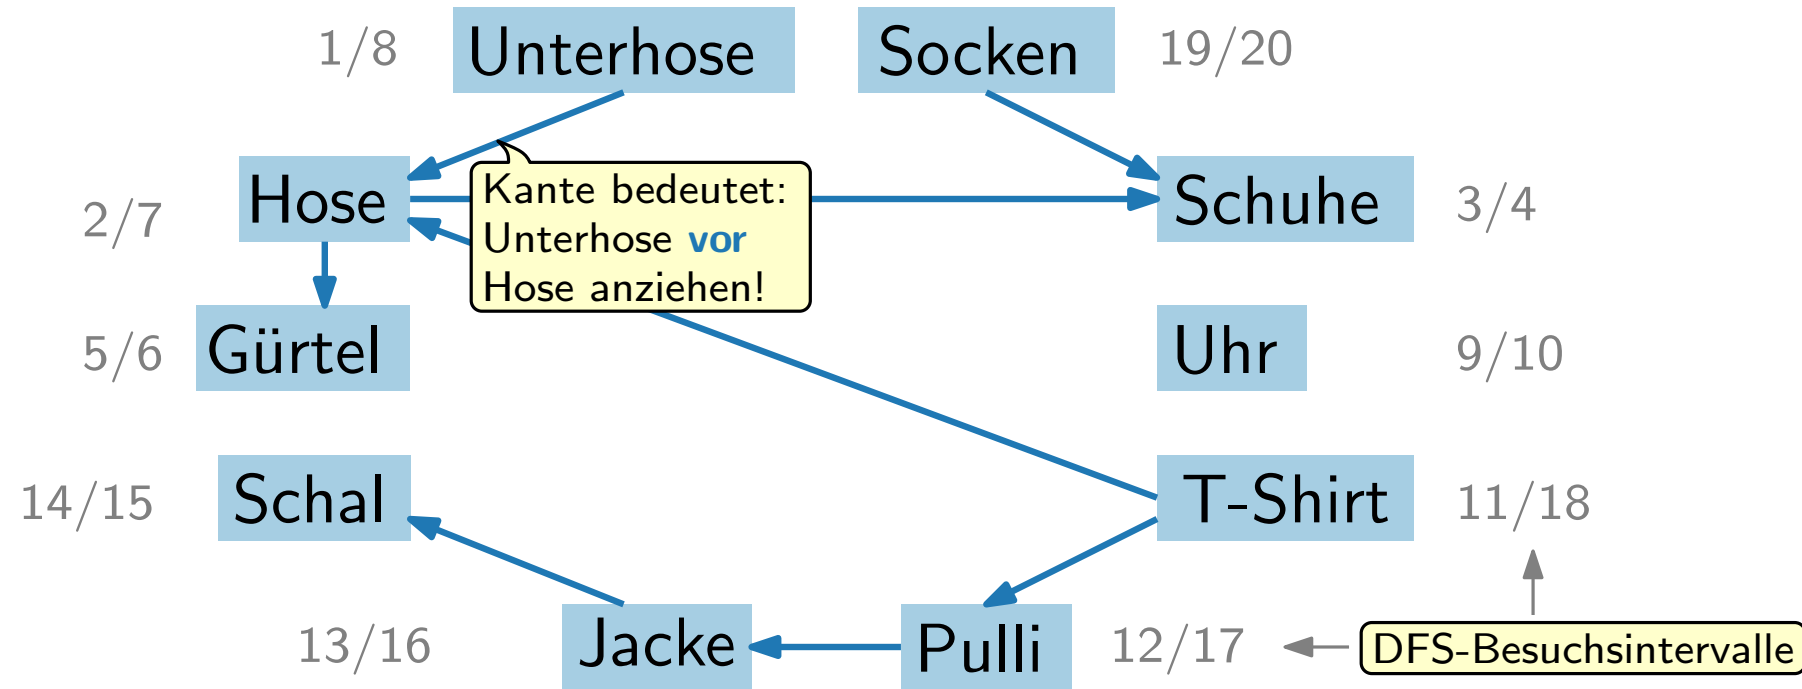 1/8
Unterhose
Socken
19/20
Hose
2/7
Kante bedeutet:
Unterhose vor
Hose anziehen!
Schuhe
3/4
5/6
Gürtel
Uhr
9/10
14/15
Schal
T-Shirt
11/18
13/16
Jacke
Pulli
12/17
DFS-Besuchsintervalle